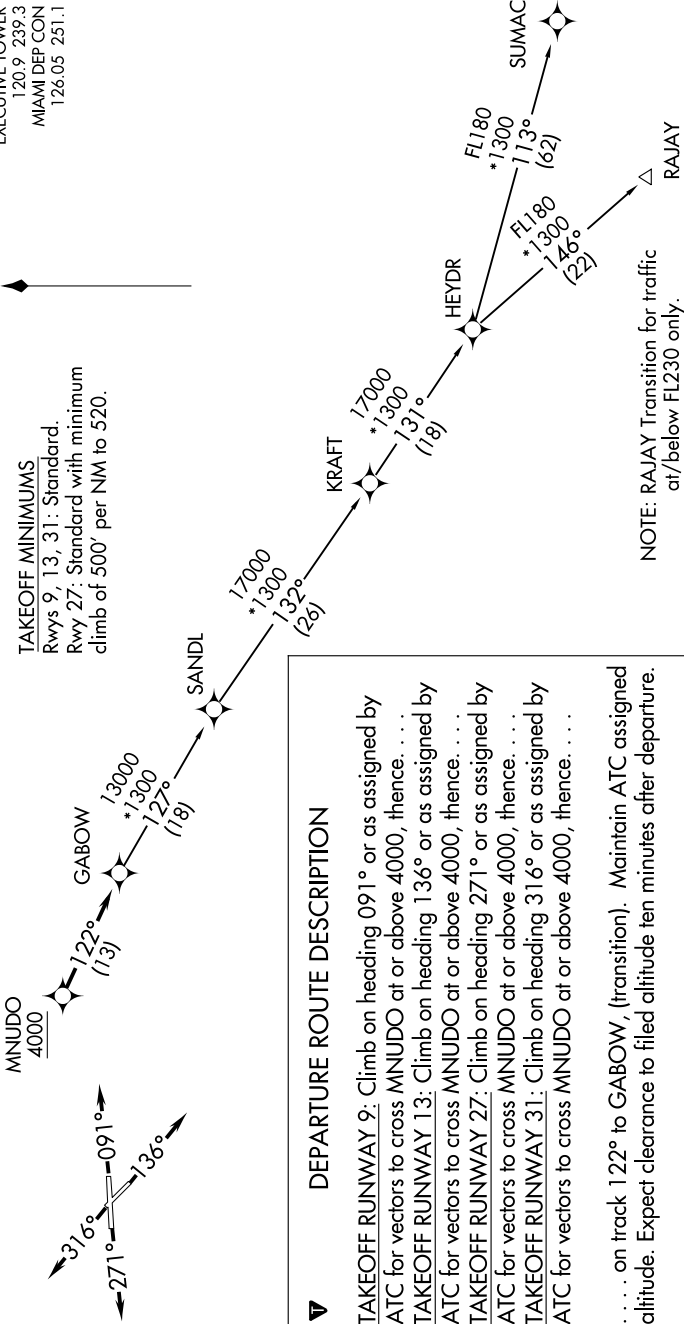 EXECUTIVE TOWER
120.9 239.3
MIAMI DEP CON
126.05 251.1
TAKEOFF MINIMUMS
Rwys 9, 13, 31: Standard.
Rwy 27: Standard with minimum
climb of 500' per NM to 520.
MNUDO
4000
122°
(13)
GABOW
13000
*1300
127°
(18)
SANDL
17000
*1300
132°
(26)
KRAFT
17000
*1300
131°
(18)
HEYDR
FL180
*1300
113°
(62)
SUMAC
FL180
*1300
146°
(22)
RAJAY
NOTE: RAJAY Transition for traffic
at/below FL230 only.
316°
091°
271°
136°
T
DEPARTURE ROUTE DESCRIPTION
TAKEOFF RUNWAY 9: Climb on heading 091° or as assigned by
ATC for vectors to cross MNUDO at or above 4000, thence. . . .
TAKEOFF RUNWAY 13: Climb on heading 136° or as assigned by
ATC for vectors to cross MNUDO at or above 4000, thence. . . .
TAKEOFF RUNWAY 27: Climb on heading 271° or as assigned by
ATC for vectors to cross MNUDO at or above 4000, thence. . . .
TAKEOFF RUNWAY 31: Climb on heading 316° or as assigned by
ATC for vectors to cross MNUDO at or above 4000, thence. . . .
. . . . on track 122° to GABOW, (transition). Maintain ATC assigned
altitude. Expect clearance to filed altitude ten minutes after departure.